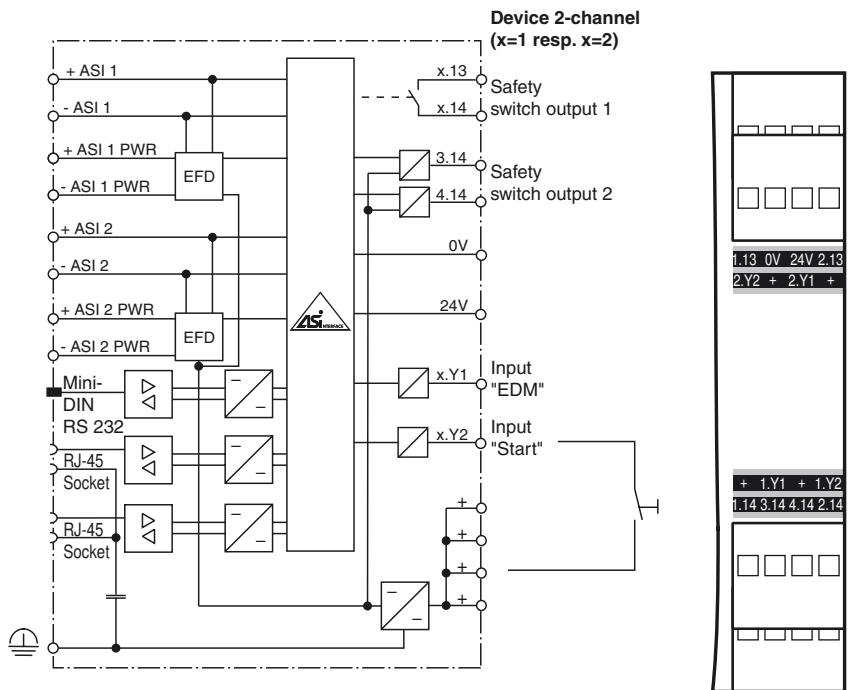 Device 2-channel
(x=1 resp. x=2)
+ ASI 1
- ASI 1
+ ASI 1 PWR
- ASI 1 PWR
EFD
+ ASI 2
- ASI 2
+ ASI 2 PWR
- ASI 2 PWR
EFD
Mini-
DIN
RS 232
RJ-45
Socket
RJ-45
Socket
ASi
INTERFACE
x.13
x.14
Safety
switch output 1
3.14
4.14
Safety
switch output 2
0V
24V
x.Y1
Input
"EDM"
x.Y2
Input
"Start"
+
+
+
+
1.13 0V 24V 2.13
2.Y2 + 2.Y1 +
+ 1.Y1 + 1.Y2
1.14 3.14 4.14 2.14